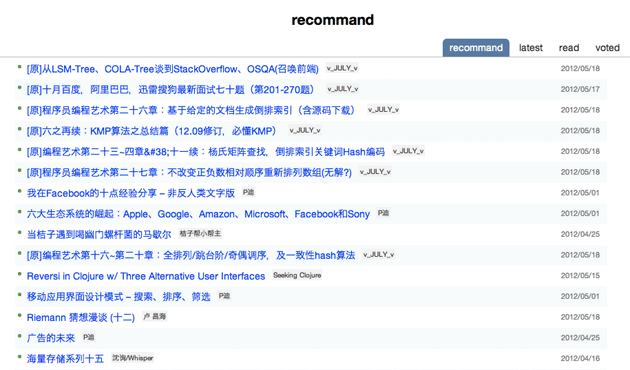 recommand
recommand latest read voted
[原]从LSM-Tree、COLA-Tree谈到StackOverflow、OSQA(召唤前端) v_JULY_v 2012/05/18
[原]十月百度，阿里巴巴，迅雷搜狗最新面试七十题（第201-270题） v_JULY_v 2012/05/17
[原]程序员编程艺术第二十六章：基于给定的文档生成倒排索引（含源码下载） v_JULY_v 2012/05/18
[原]六之再续：KMP算法之总结篇（12.09修订，必懂KMP） v_JULY_v 2012/05/18
[原]编程艺术第二十三~四章&#38;十一续：杨氏矩阵查找，倒排索引关键词Hash编码 v_JULY_v 2012/05/18
[原]程序员编程艺术第二十七章：不改变正负数相对顺序重新排列数组(无解?) v_JULY_v 2012/05/18
我在Facebook的十点经验分享 – 非反人类文字版 P追 2012/05/01
六大生态系统的崛起：Apple、Google、Amazon、Microsoft、Facebook和Sony P追 2012/05/01
当桔子遇到喝幽门螺杆菌的马歇尔 桔子帮小帮主 2012/04/25
[原]编程艺术第十六~第二十章：全排列/跳台阶/奇偶调序，及一致性hash算法 v_JULY_v 2012/05/18
Reversi in Clojure w/ Three Alternative User Interfaces Seeking Clojure 2012/05/15
移动应用界面设计模式 – 搜索、排序、筛选 P追 2012/05/01
Riemann 猜想漫谈 (十二) 卢 昌海 2012/05/18
广告的未来 P追 2012/04/25
海量存储系列十五 沈询/Whisper 2012/04/16